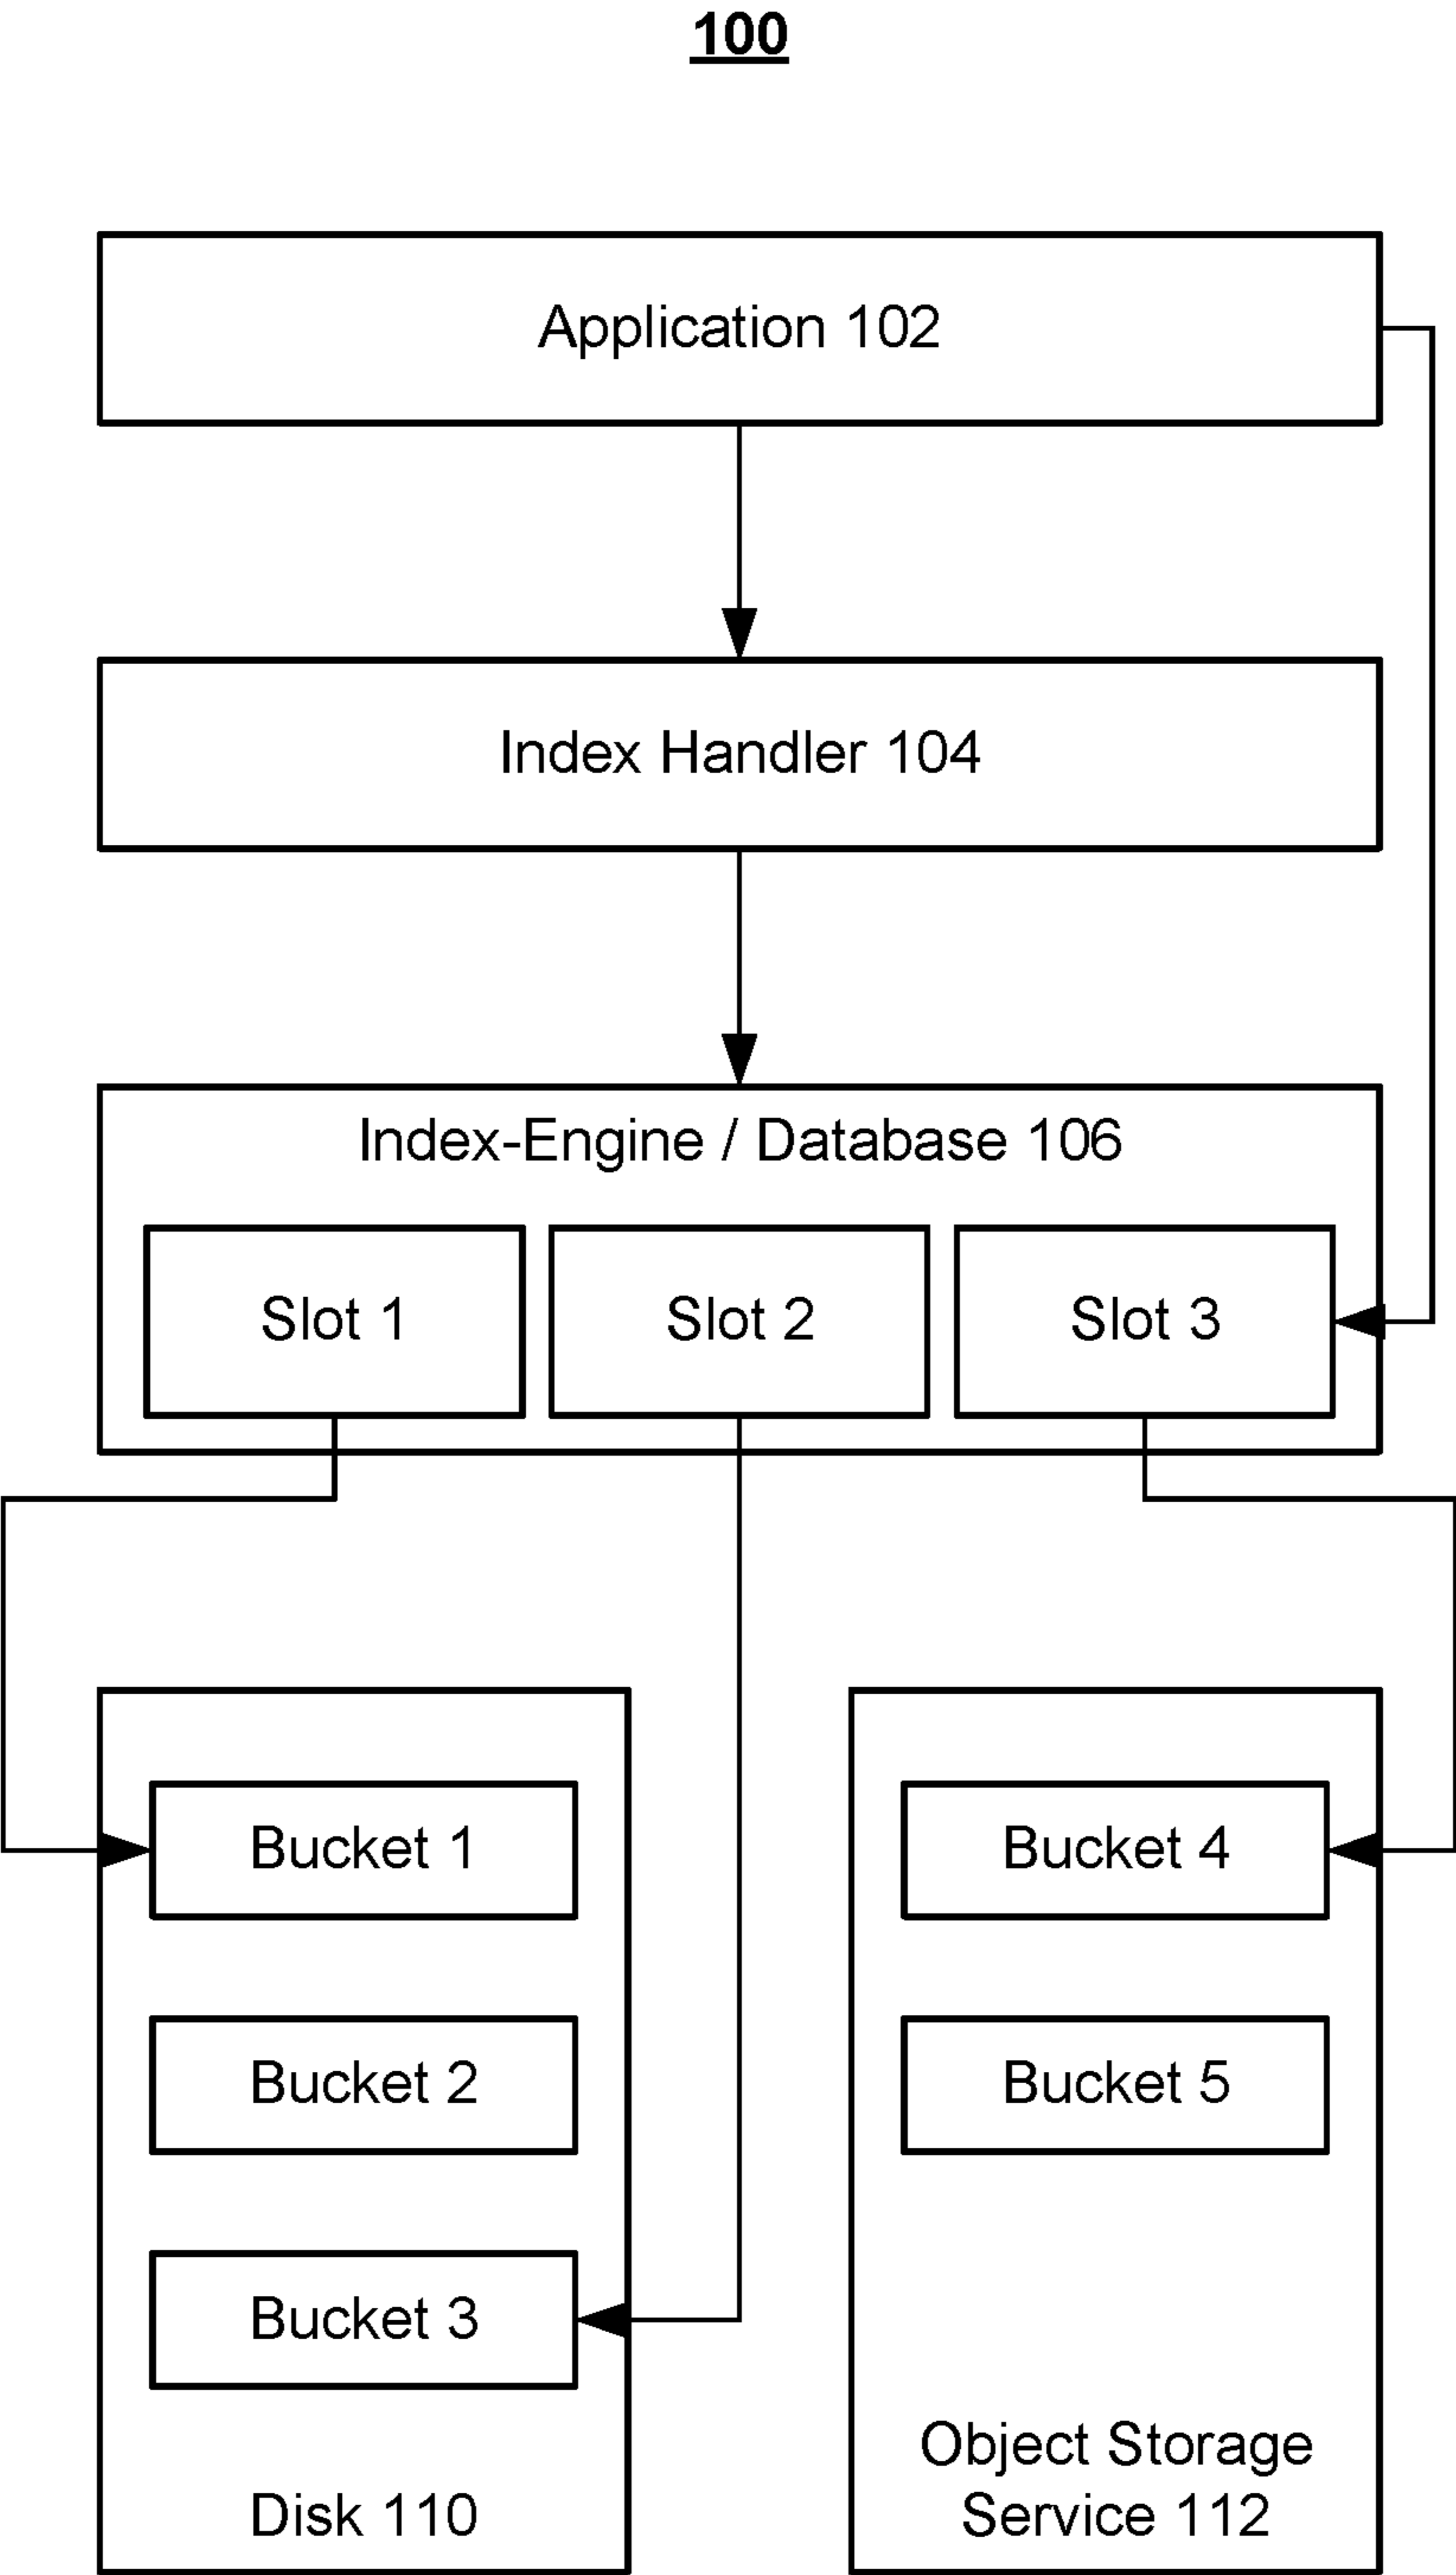 100
Application 102
Index Handler 104
Index-Engine / Database 106
Slot 1
Slot 2
Slot 3
Bucket 1
Bucket 2
Bucket 3
Disk 110
Bucket 4
Bucket 5
Object Storage
Service 112